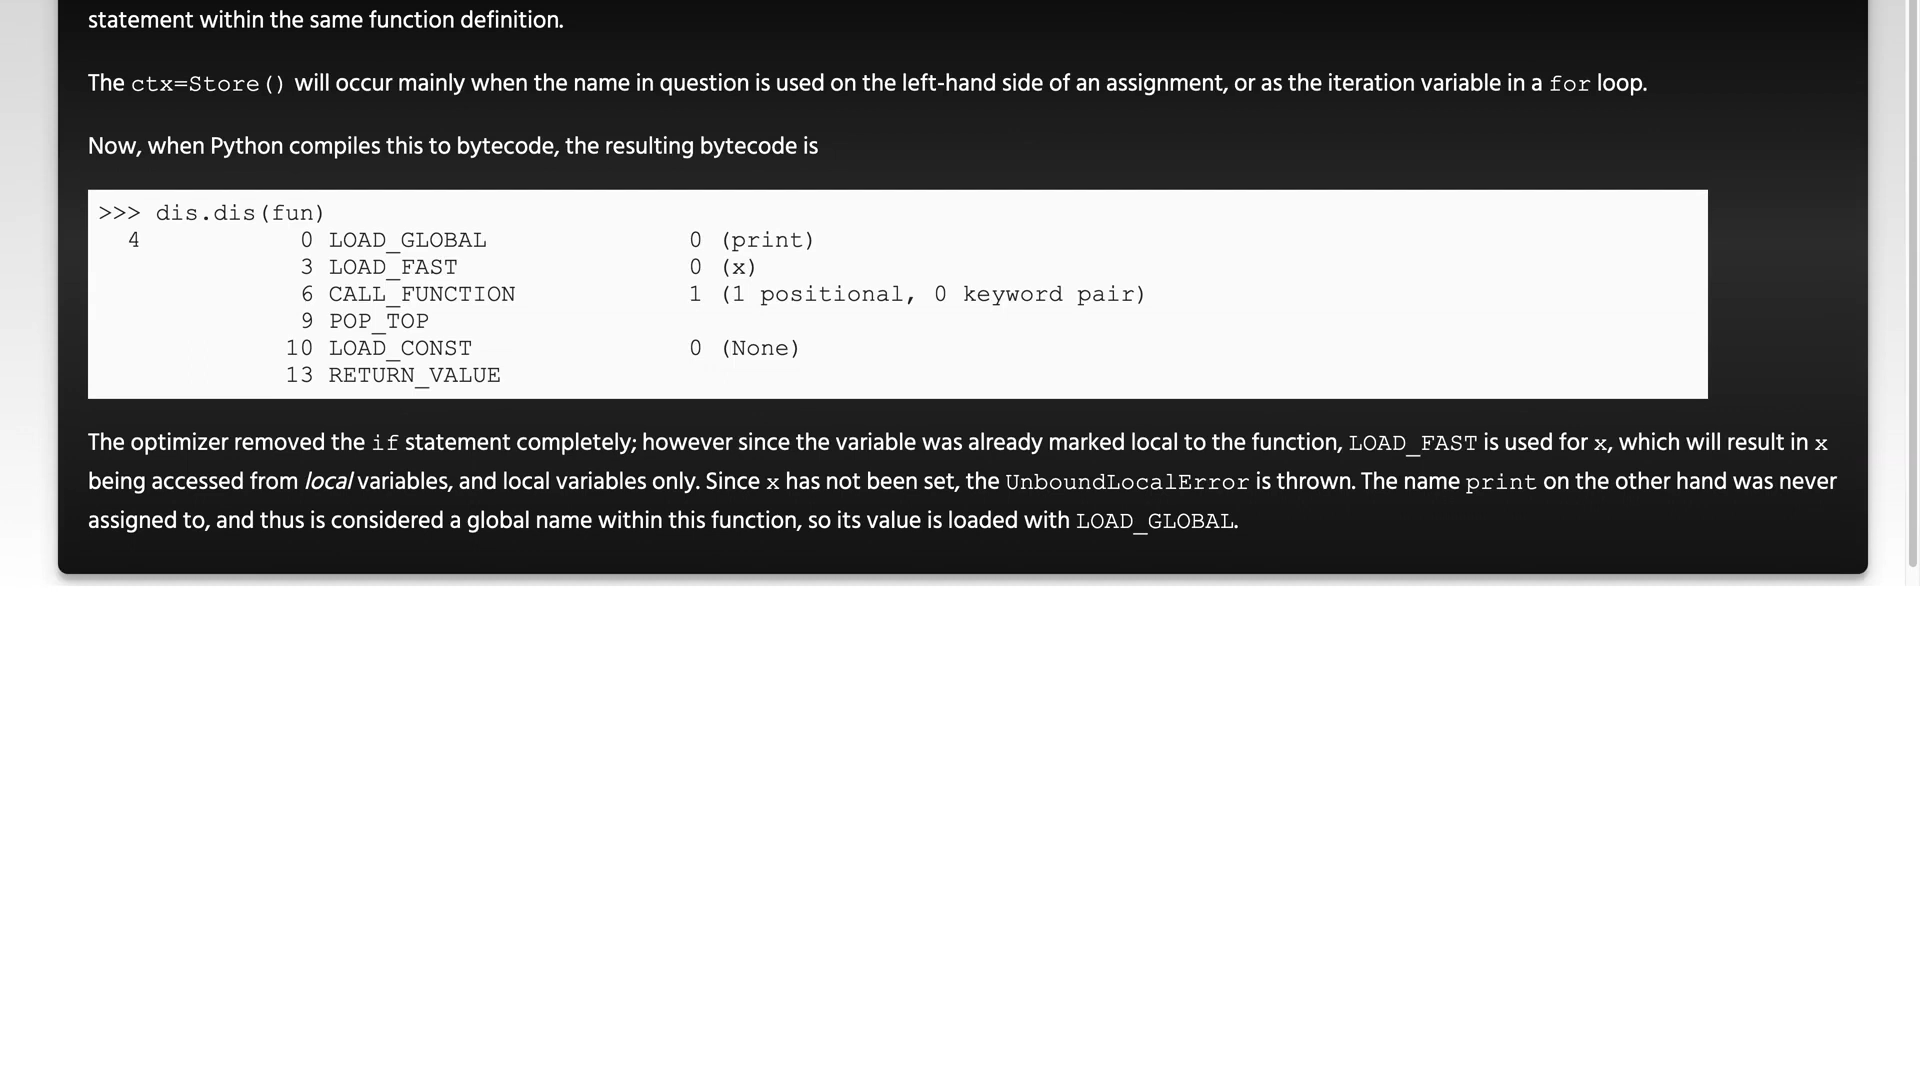 statement within the same function definition.
The ctx=Store() will occur mainly when the name in question is used on the left-hand side of an assignment, or as the iteration variable in a for loop.
Now, when Python compiles this to bytecode, the resulting bytecode is
>>> dis.dis(fun)
  4           0 LOAD_GLOBAL              0 (print)
              3 LOAD_FAST                0 (x)
              6 CALL_FUNCTION            1 (1 positional, 0 keyword pair)
              9 POP_TOP
             10 LOAD_CONST               0 (None)
             13 RETURN_VALUE
The optimizer removed the if statement completely; however since the variable was already marked local to the function, LOAD_FAST is used for x, which will result in x
being accessed from local variables, and local variables only. Since x has not been set, the UnboundLocalError is thrown. The name print on the other hand was never
assigned to, and thus is considered a global name within this function, so its value is loaded with LOAD_GLOBAL.